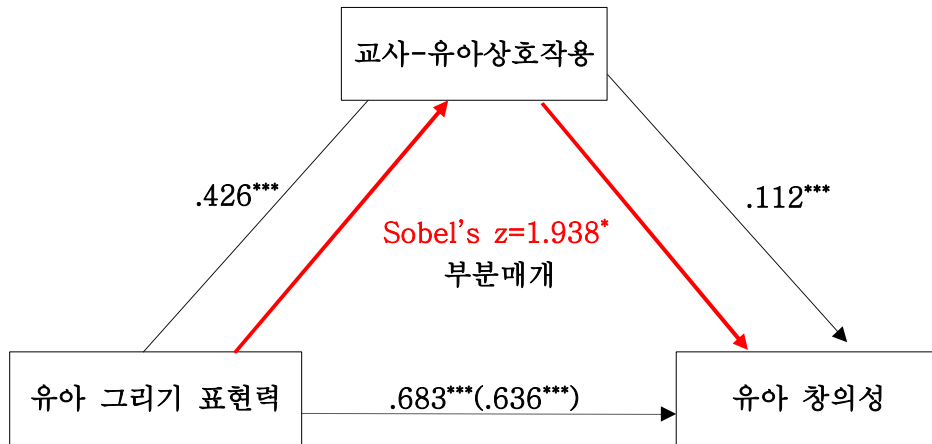 교사-유아상호작용
.426***
.112***
Sobel's z=1.938*
부분매개
유아 그리기 표현력
.683***(.636***)
유아 창의성